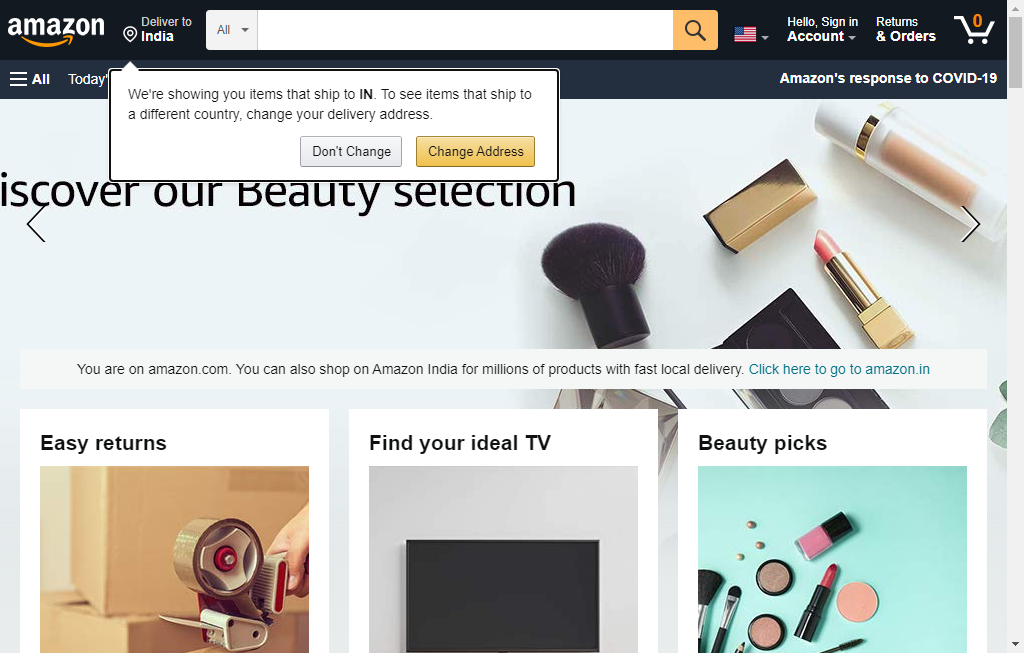 amazon
Deliver to
India
All
Hello, Sign in
Account
Returns
& Orders
0
All
Today'
Amazon's response to COVID-19
We're showing you items that ship to IN. To see items that ship to
a different country, change your delivery address.
Don't Change
Change Address
iscover our Beauty selection
You are on amazon.com. You can also shop on Amazon India for millions of products with fast local delivery. Click here to go to amazon.in
Easy returns
Find your ideal TV
Beauty picks